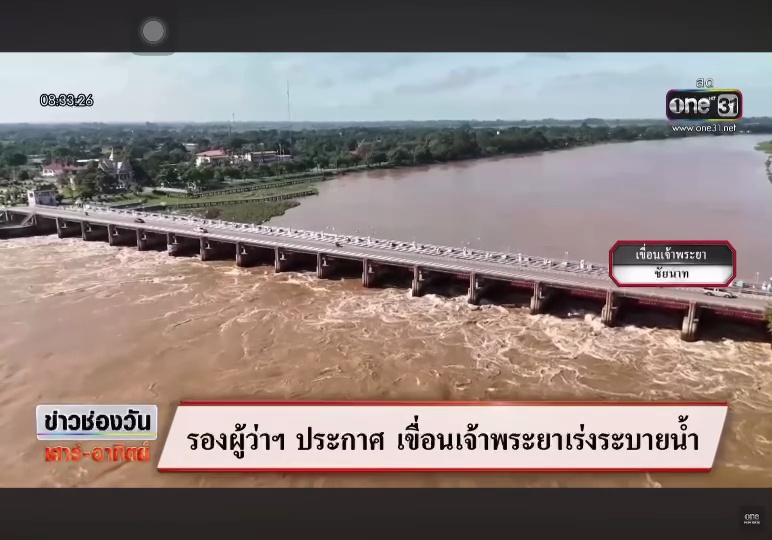 สด
08:33:26
one 31
www.one31.net
เขื่อนเจ้าพระยา
ชัยนาท
ข่าวช่องวัน
เสาร์-อาทิตย์
รองผู้ว่าฯ ประกาศ เขื่อนเจ้าพระยาเร่งระบายน้ำ
one